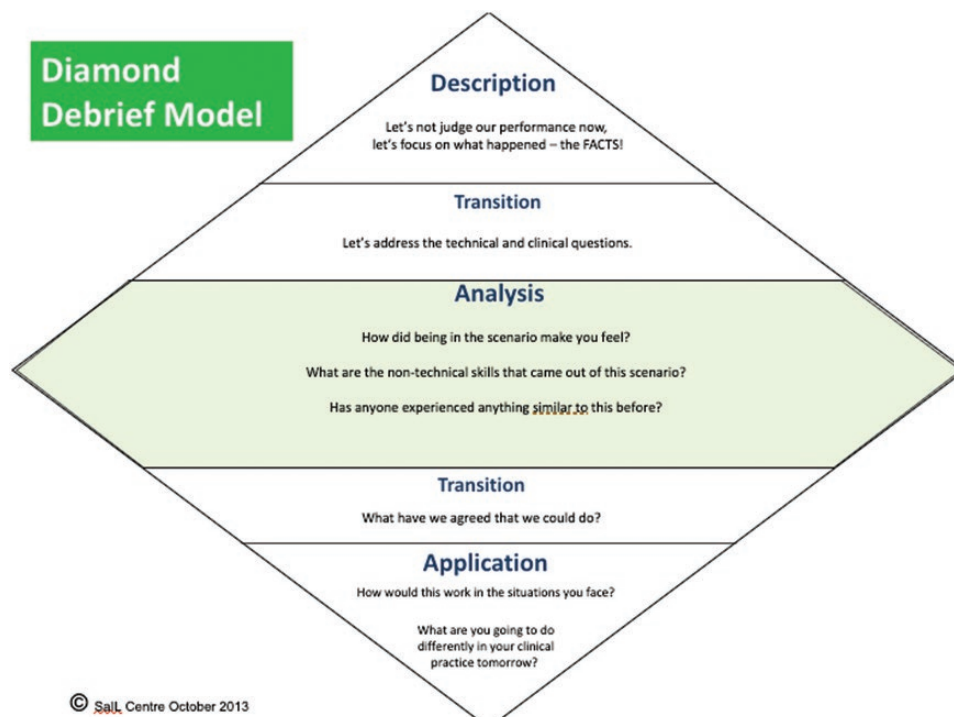 Diamond
Debrief Model
Description
Let's not judge our performance now,
let's focus on what happened – the FACTS!
Transition
Let's address the technical and clinical questions.
Analysis
How did being in the scenario make you feel?
What are the non-technical skills that came out of this scenario?
Has anyone experienced anything similar to this before?
Transition
What have we agreed that we could do?
Application
How would this work in the situations you face?
What are you going to do
differently in your clinical
practice tomorrow?
© SaIL Centre October 2013